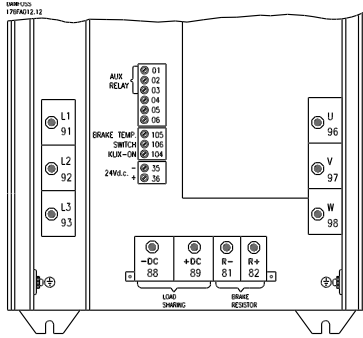 DANFOSS
178FA012.12
AUX
RELAY
01
02
03
04
05
06
BRAKE TEMP.
SWITCH
KLIX-ON
105
106
104
24Vd.c.
- 35
+ 36
L1
91
L2
92
L3
93
U
96
V
97
W
98
-DC
88
+DC
89
R-
81
R+
82
LOAD
SHARING
BRAKE
RESISTOR